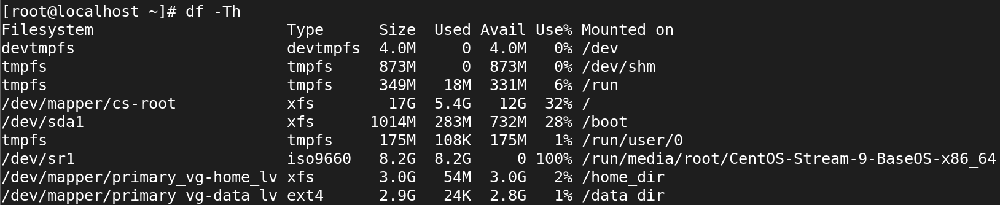 [root@localhost ~]# df -Th
Filesystem                     Type      Size  Used Avail Use% Mounted on
devtmpfs                       devtmpfs  4.0M     0  4.0M   0% /dev
tmpfs                          tmpfs     873M     0  873M   0% /dev/shm
tmpfs                          tmpfs     349M   18M  331M   6% /run
/dev/mapper/cs-root            xfs        17G  5.4G   12G  32% /
/dev/sda1                      xfs      1014M  283M  732M  28% /boot
tmpfs                          tmpfs     175M  108K  175M   1% /run/user/0
/dev/sr1                       iso9660   8.2G  8.2G     0 100% /run/media/root/CentOS-Stream-9-BaseOS-x86_64
/dev/mapper/primary_vg-home_lv xfs       3.0G   54M  3.0G   2% /home_dir
/dev/mapper/primary_vg-data_lv ext4      2.9G   24K  2.8G   1% /data_dir